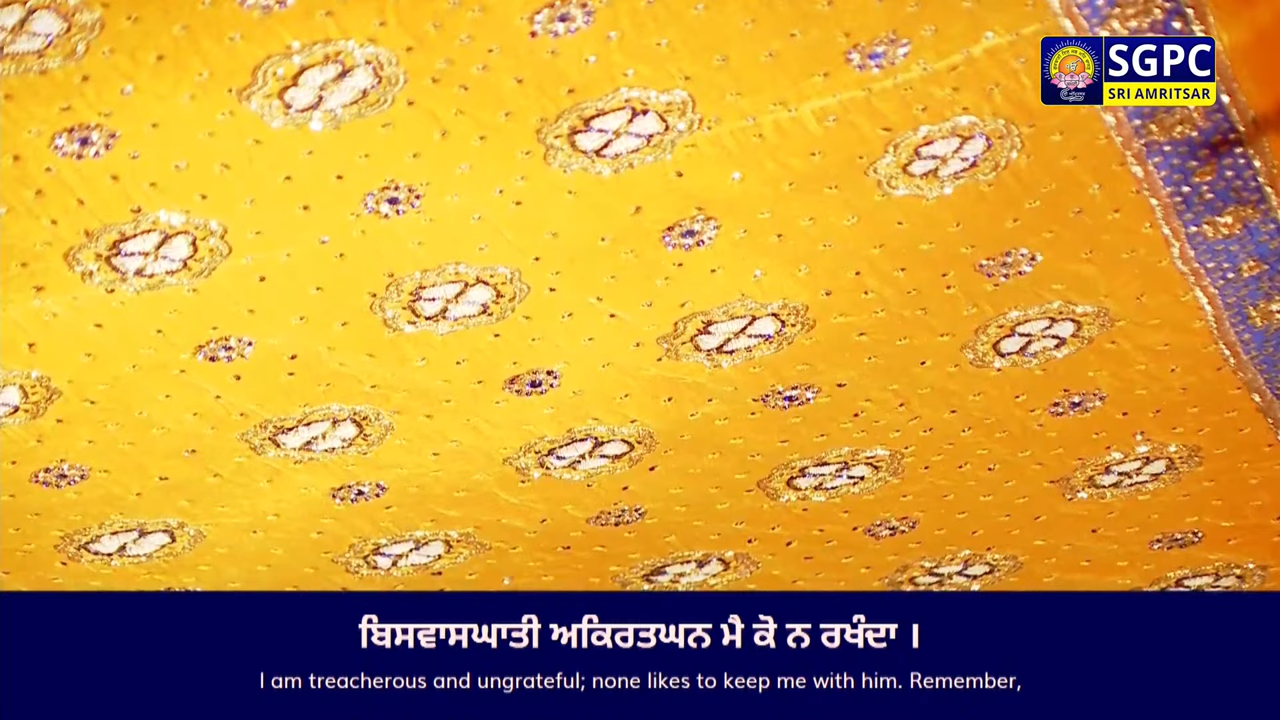 SGPC
SRI AMRITSAR
ਬਿਸਵਾਸਘਾਤੀ ਅਕਿਰਤਘਨ ਮੈ ਕੋ ਨ ਰਖੰਦਾ ।
I am treacherous and ungrateful; none likes to keep me with him. Remember,